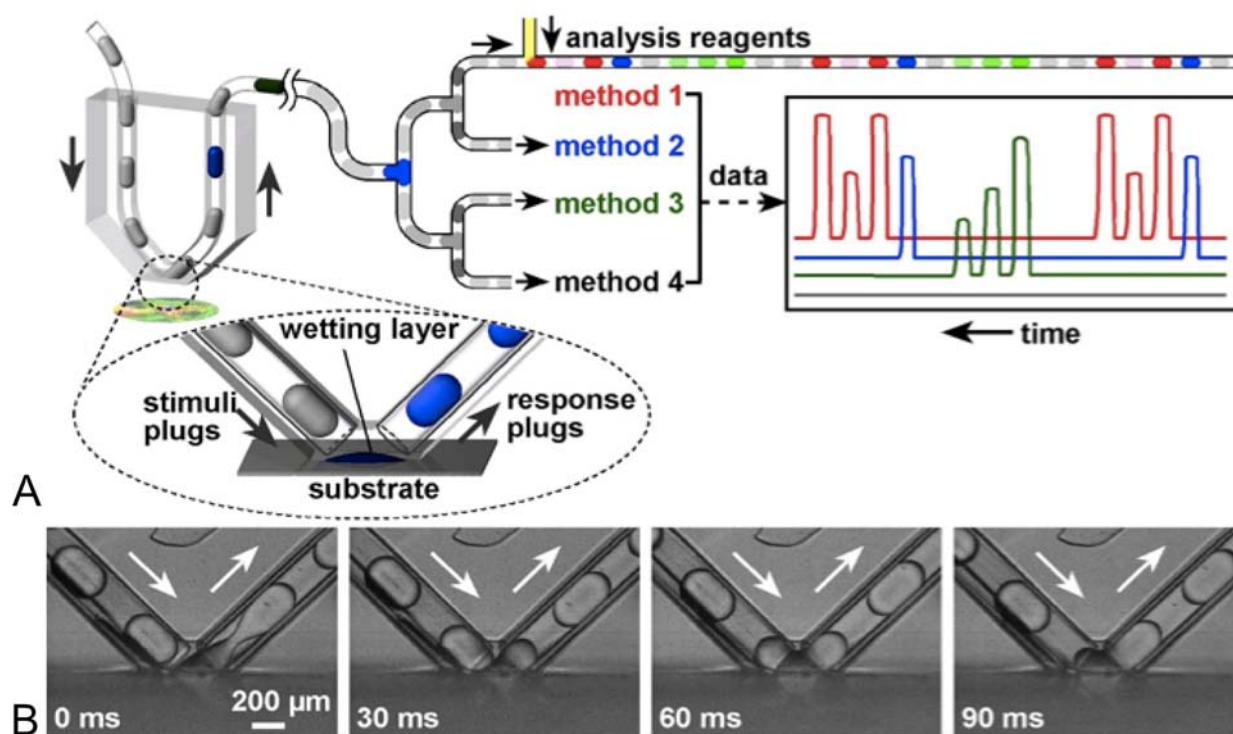 analysis reagents
method 1
method 2
method 3
method 4
data
time
wetting layer
stimuli
plugs
response
plugs
substrate
A
B
0 ms
200 µm
30 ms
60 ms
90 ms